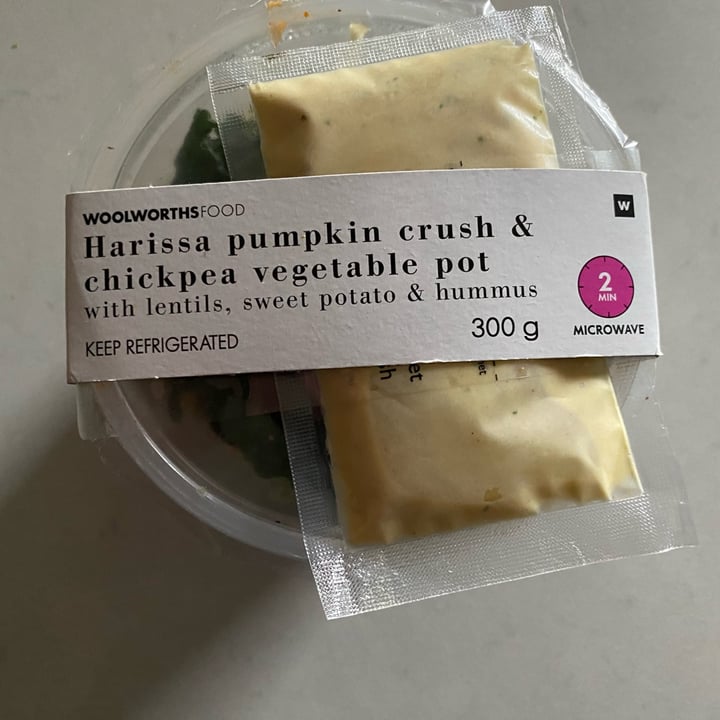 WOOLWORTHSFOOD
W
Harissa pumpkin crush &
chickpea vegetable pot
with lentils, sweet potato & hummus
2
MIN
MICROWAVE
KEEP REFRIGERATED
300 g